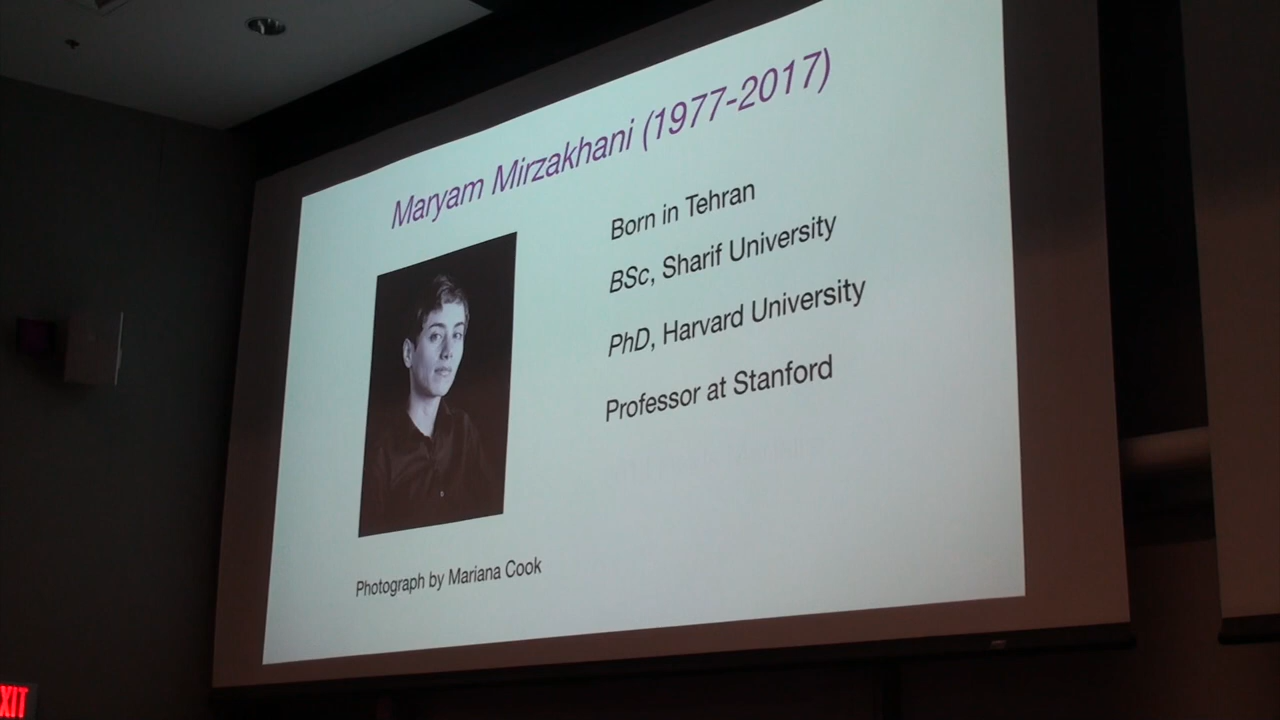 Maryam Mirzakhani (1977-2017)
Born in Tehran
BSc, Sharif University
PhD, Harvard University
Professor at Stanford
Photograph by Mariana Cook
XIT